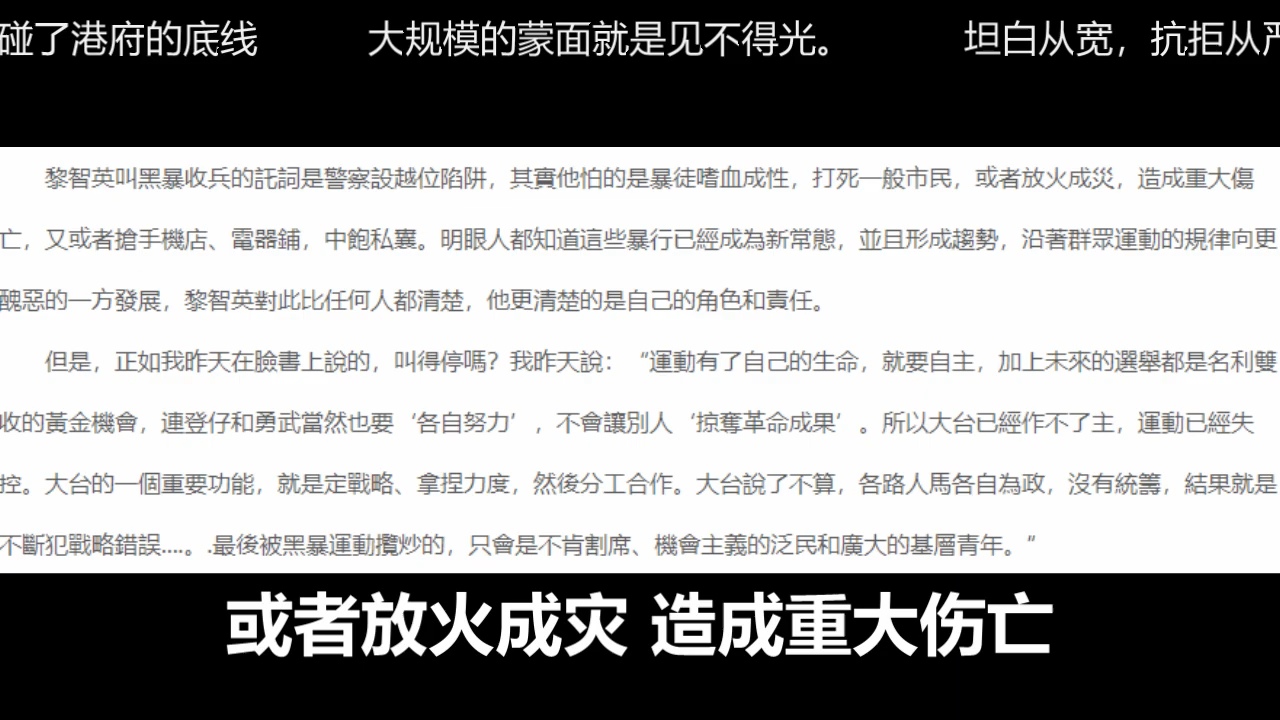 碰了港府的底线 大规模的蒙面就是见不得光。 坦白从宽，抗拒从严
黎智英叫黑暴收兵的託詞是警察設越位陷阱，其實他怕的是暴徒嗜血成性，打死一般市民，或者放火成災，造成重大傷
亡，又或者搶手機店、電器鋪，中飽私囊。明眼人都知道這些暴行已經成為新常態，並且形成趨勢，沿著群眾運動的規律向更
醜惡的一方發展，黎智英對此比任何人都清楚，他更清楚的是自己的角色和責任。
但是，正如我昨天在臉書上說的，叫得停嗎？我昨天說：“運動有了自己的生命，就要自主，加上未來的選舉都是名利雙
收的黃金機會，連登仔和勇武當然也要‘各自努力’，不會讓別人‘掠奪革命成果’。所以大台已經作不了主，運動已經失
控。大台的一個重要功能，就是定戰略、拿捏力度，然後分工合作。大台說了不算，各路人馬各自為政，沒有統籌，結果就是
不斷犯戰略錯誤....。.最後被黑暴運動攬炒的，只會是不肯割席、機會主義的泛民和廣大的基層青年。“
或者放火成灾 造成重大伤亡